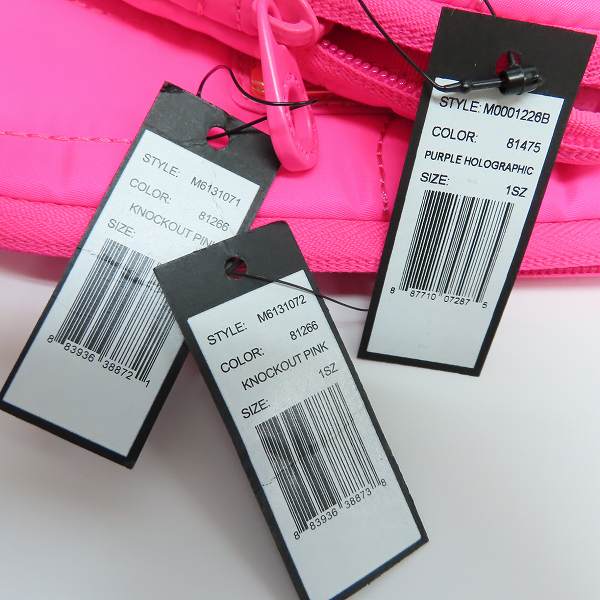 STYLE: M6131071
COLOR: 81266
KNOCKOUT PINK
SIZE:
8 83936 38872 1
STYLE: M6131072
COLOR: 81266
KNOCKOUT PINK
SIZE: 1SZ
8 83936 38873 8
STYLE: M0001226B
COLOR: 81475
PURPLE HOLOGRAPHIC
SIZE: 1SZ
8 87710 07287 5